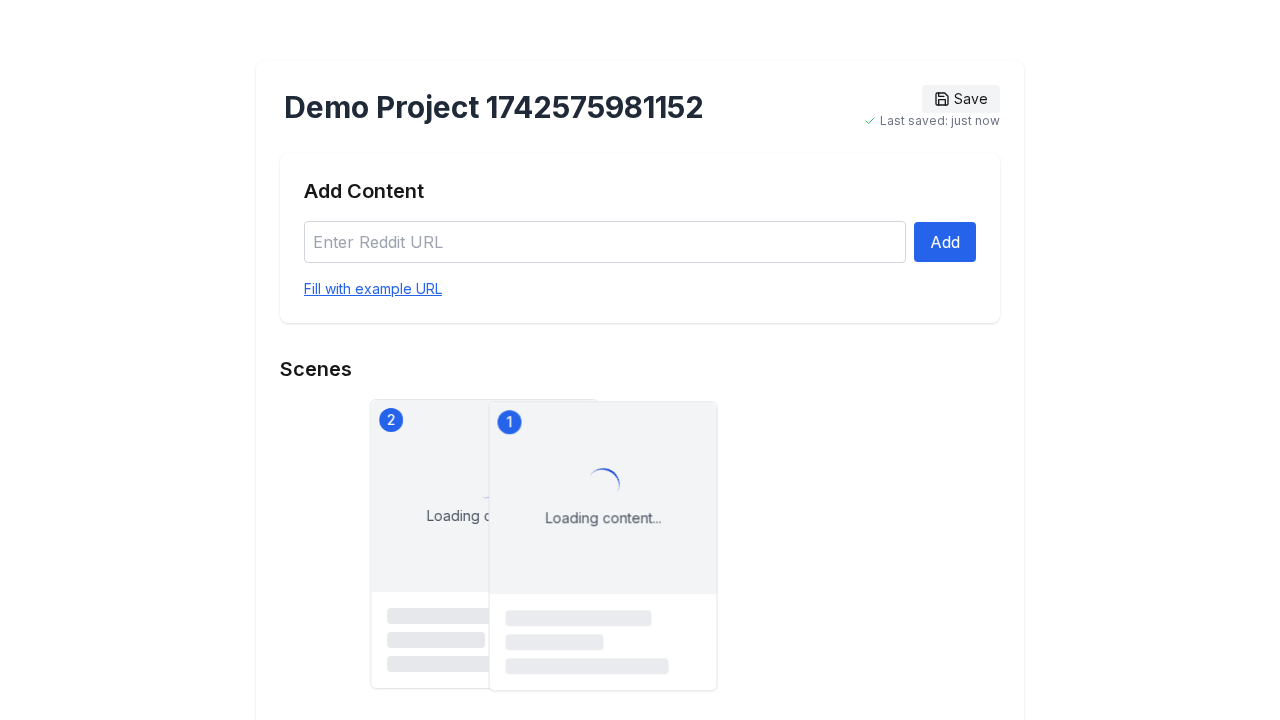 Demo Project 1742575981152
Save
Last saved: just now
Add Content
Enter Reddit URL
Add
Fill with example URL
Scenes
2
1
Loading c
Loading content...